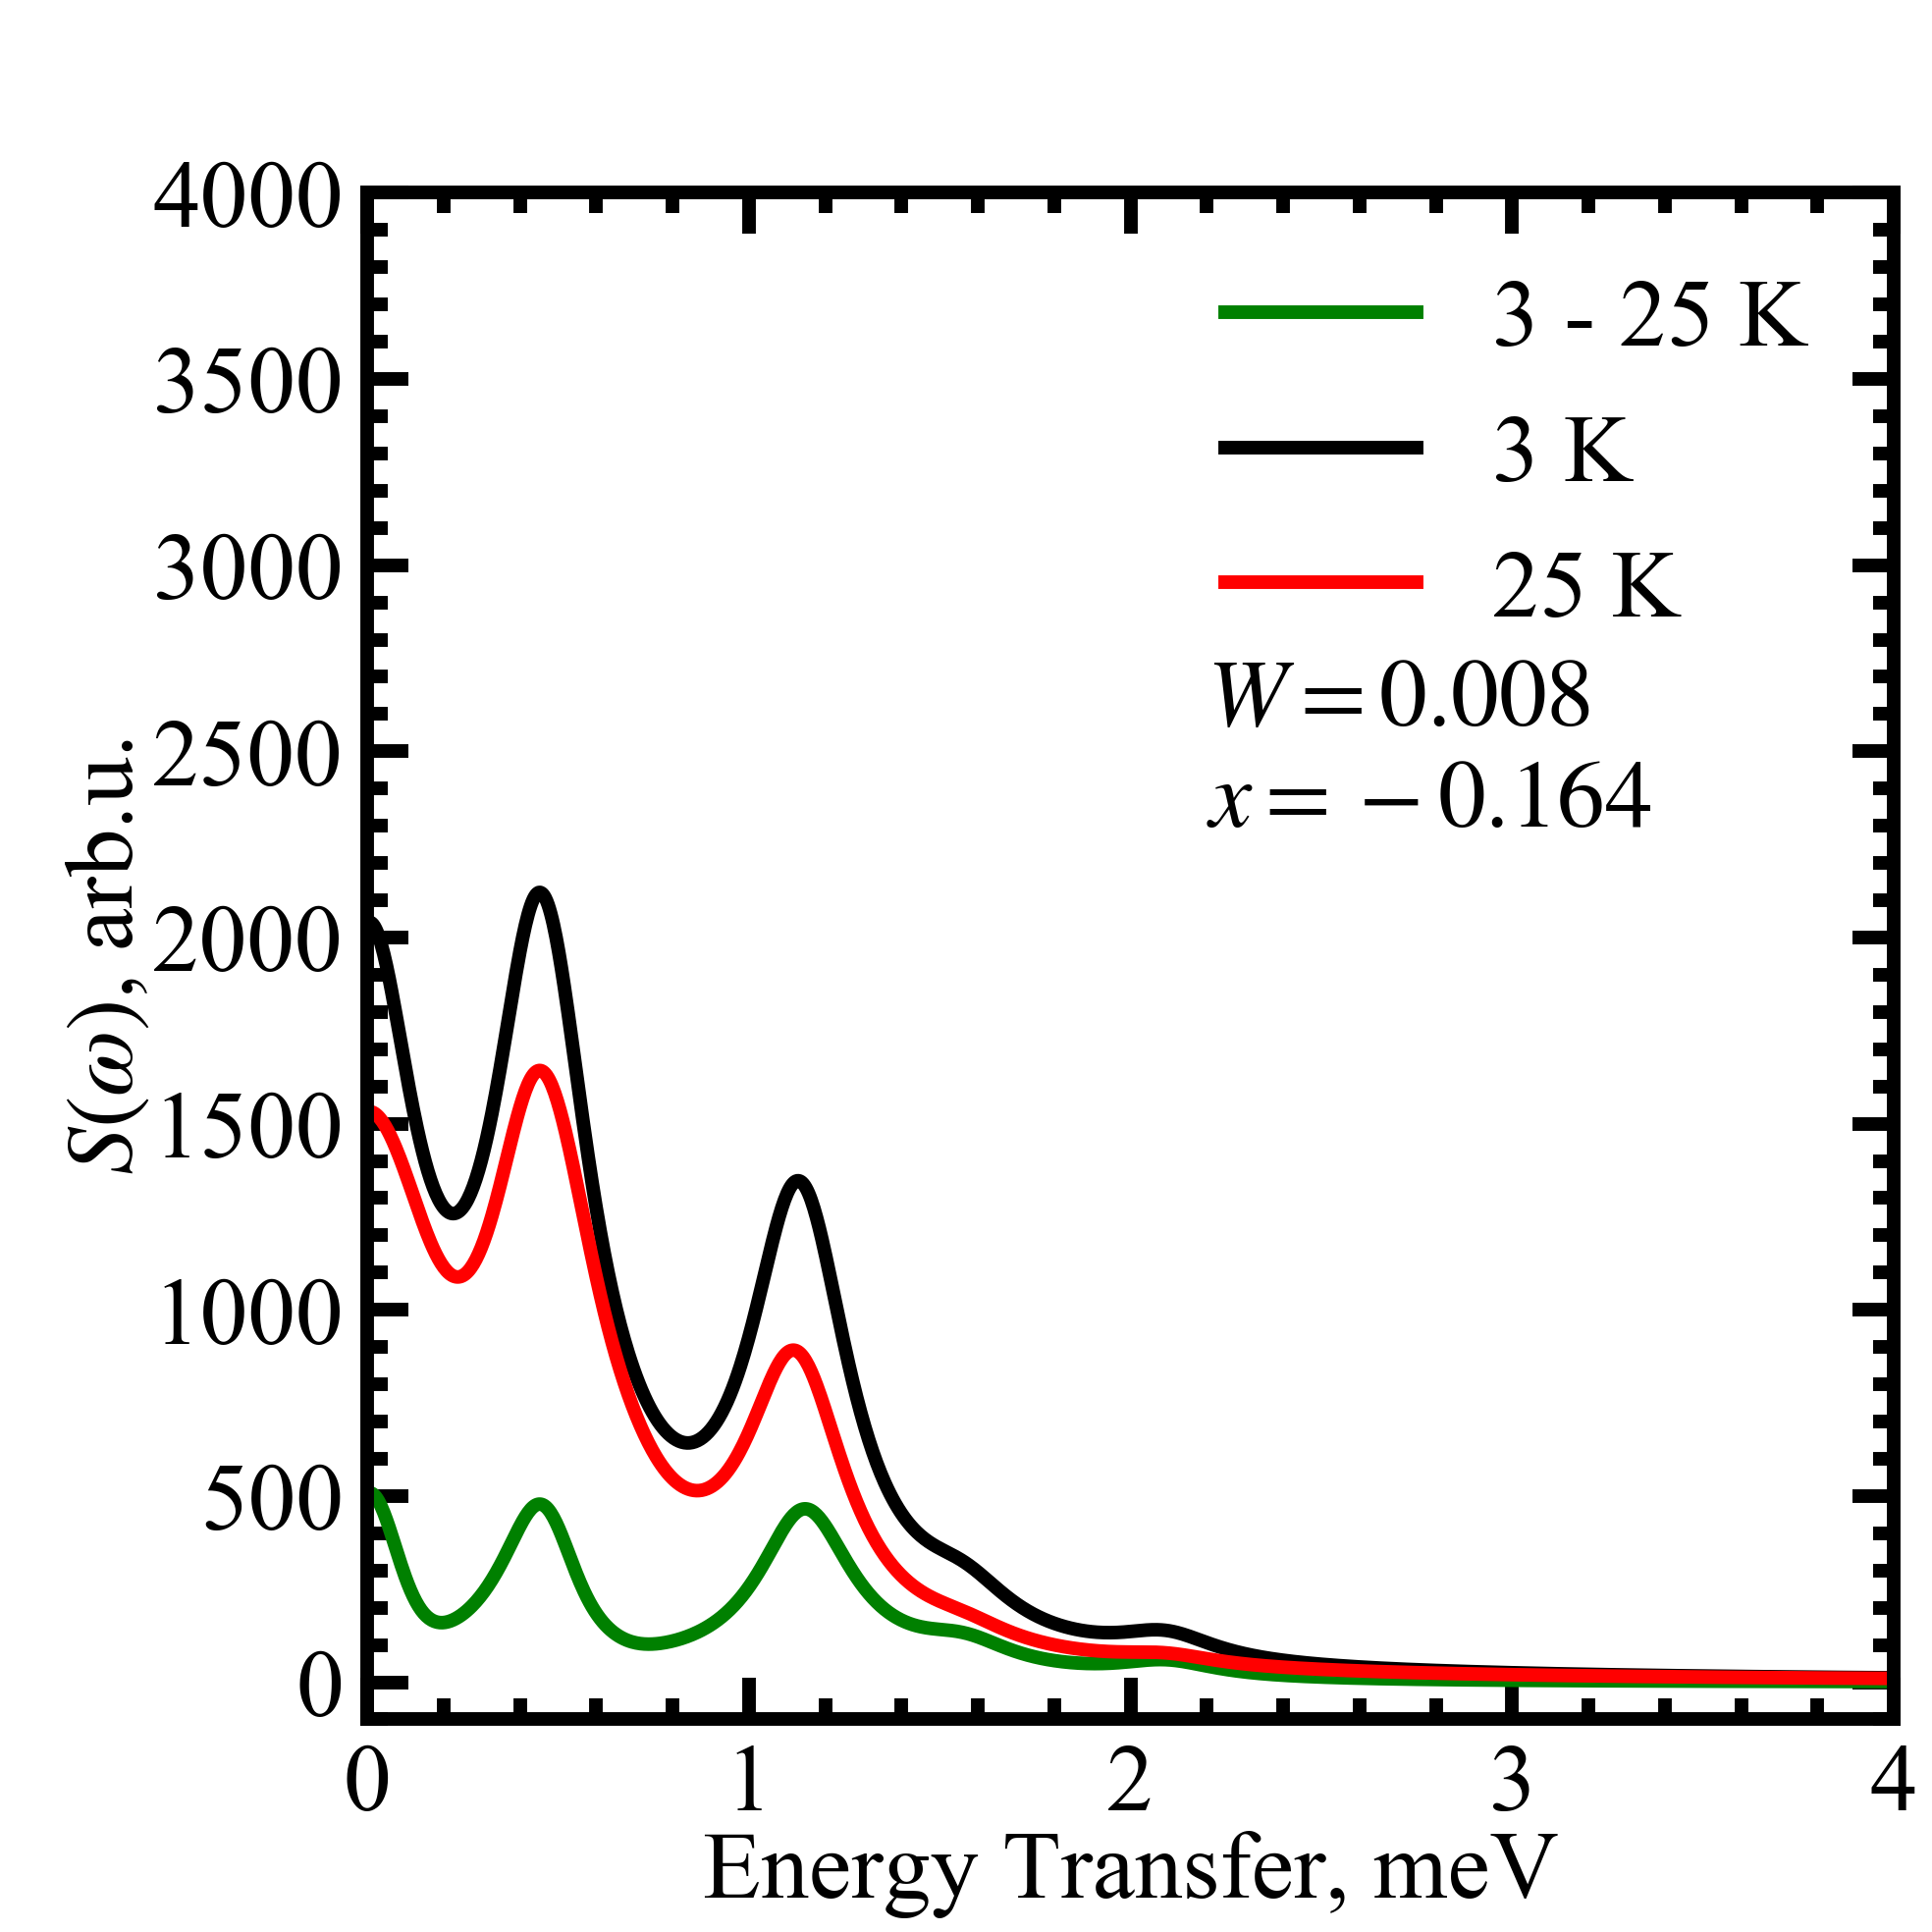 4000
3500
3000
2500
2000
1500
1000
500
0
S(ω), arb.u.
3 - 25 K
3 K
25 K
W=0.008
x=−0.164
0 1 2 3 4
Energy Transfer, meV